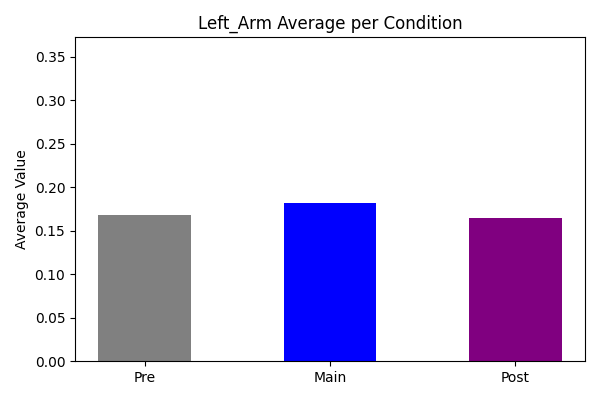 Left_Arm Average per Condition
Average Value
0.35
0.30
0.25
0.20
0.15
0.10
0.05
0.00
Pre
Main
Post